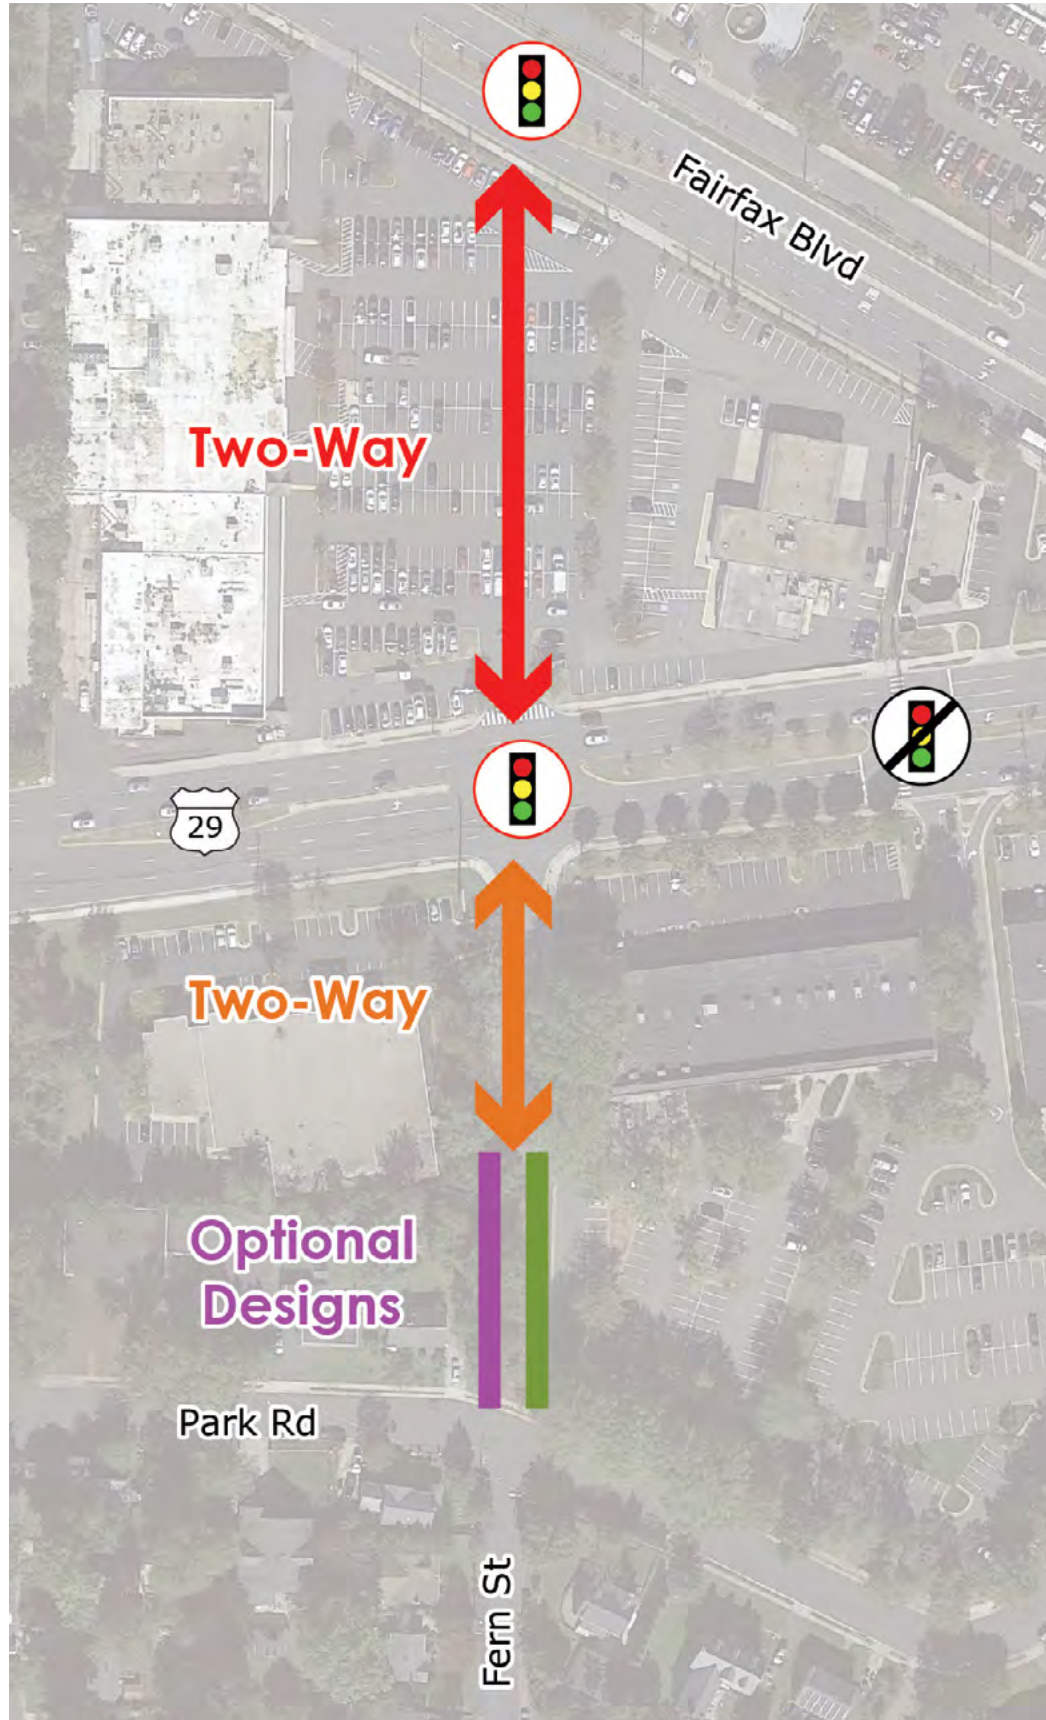 Fairfax Blvd
Two-Way
29
Two-Way
Optional
Designs
Park Rd
Fern St